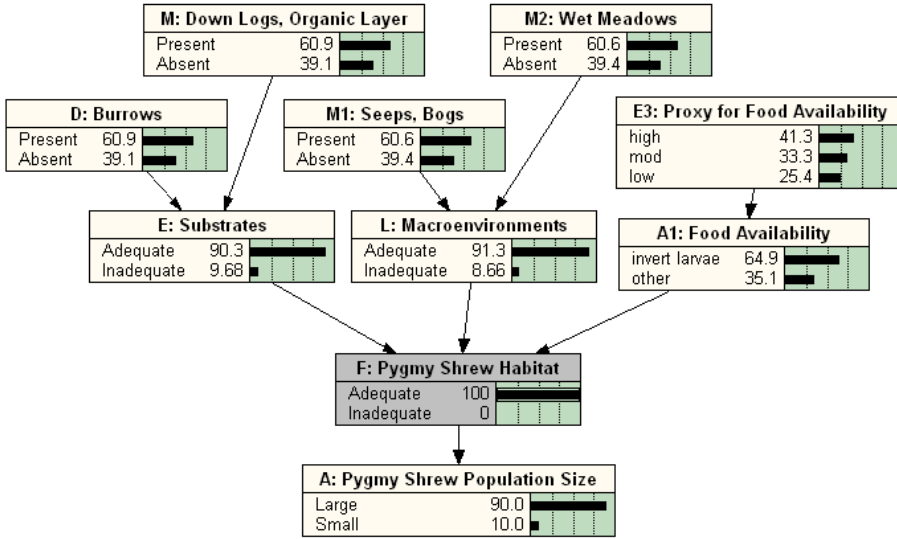 M: Down Logs, Organic Layer
Present 60.9
Absent 39.1
M2: Wet Meadows
Present 60.6
Absent 39.4
D: Burrows
Present 60.9
Absent 39.1
M1: Seeps, Bogs
Present 60.6
Absent 39.4
E3: Proxy for Food Availability
high 41.3
mod 33.3
low 25.4
E: Substrates
Adequate 90.3
Inadequate 9.68
L: Macroenvironments
Adequate 91.3
Inadequate 8.66
A1: Food Availability
invert larvae 64.9
other 35.1
F: Pygmy Shrew Habitat
Adequate 100
Inadequate 0
A: Pygmy Shrew Population Size
Large 90.0
Small 10.0